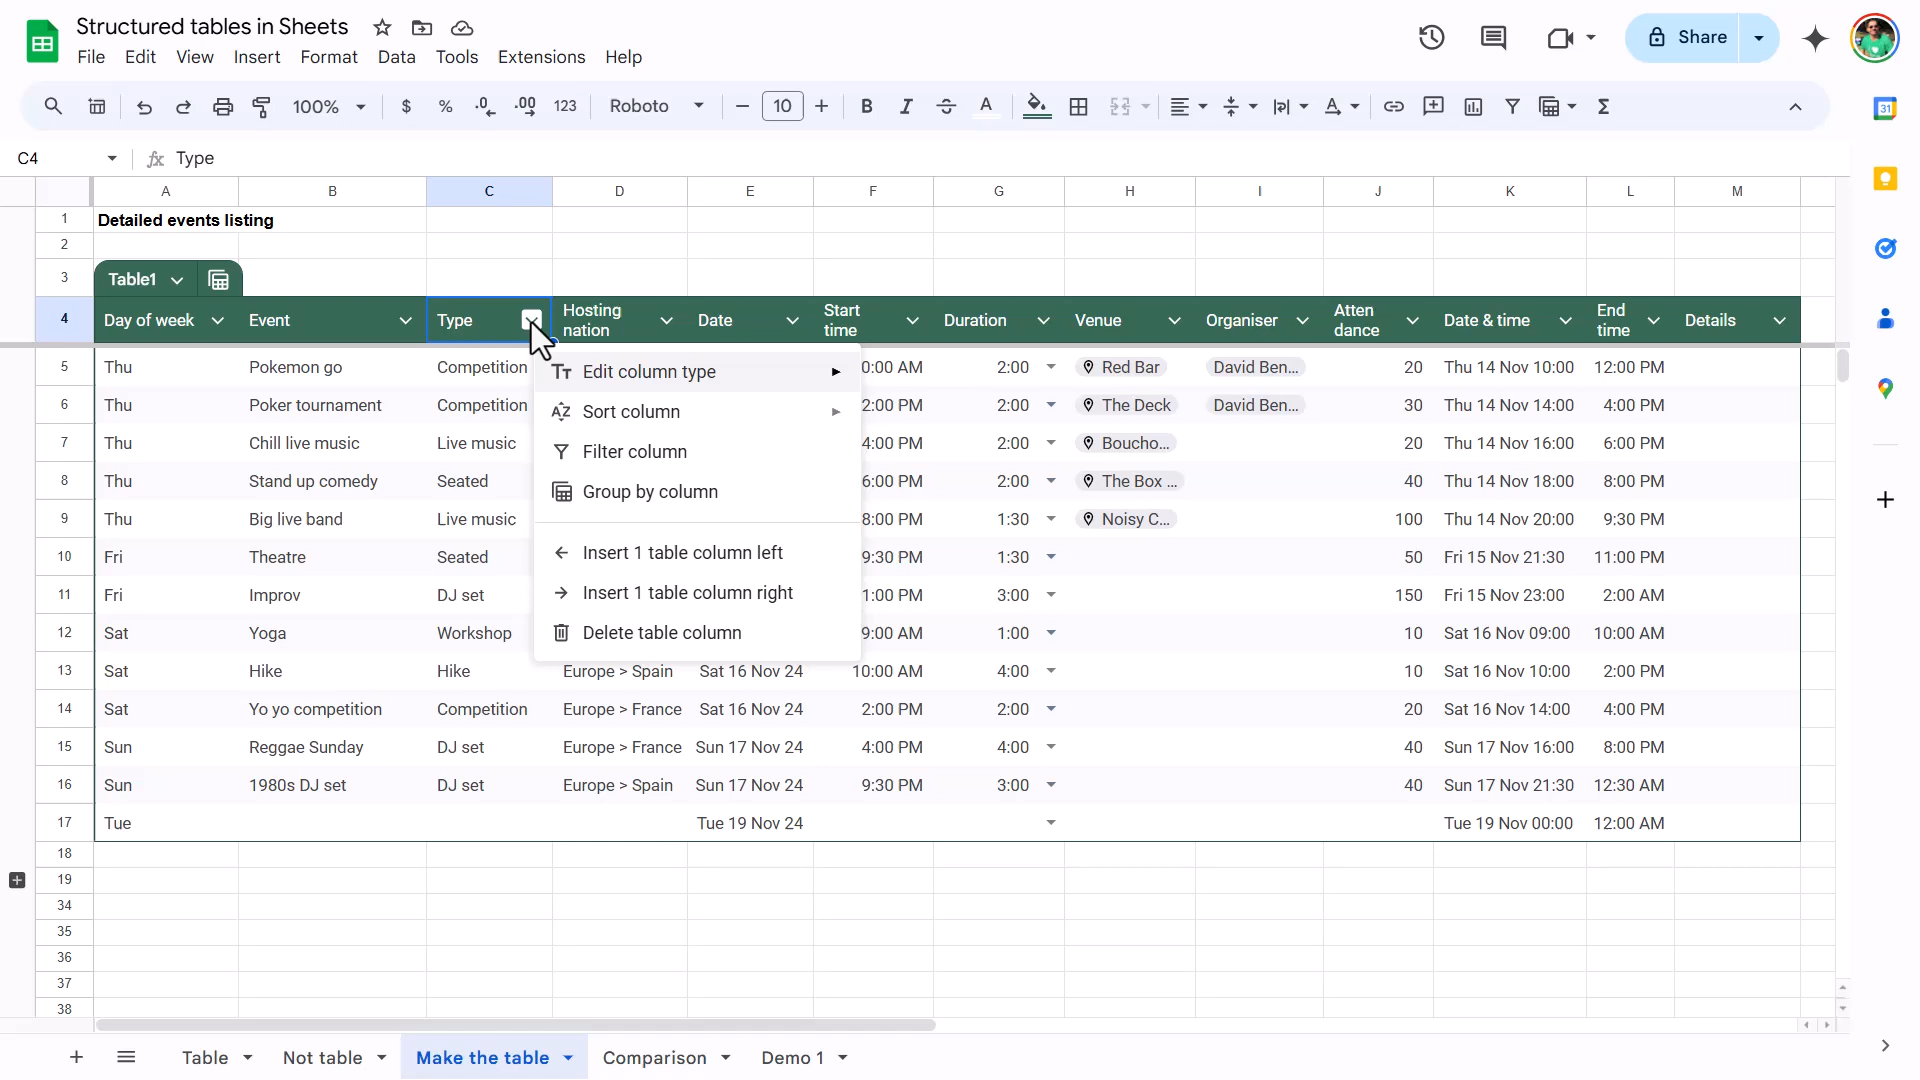 Structured tables in Sheets
File Edit View Insert Format Data Tools Extensions Help
Share
100% $ % .0 .00 123 Roboto 10 B I S A
31
C4 fx Type
A B C D E F G H I J K L M
1 Detailed events listing
2
3 Table1
4 Day of week Event Type Hosting nation Date Start time Duration Venue Organiser Atten dance Date & time End time Details
5 Thu Pokemon go Competition 0:00 AM 2:00 Red Bar David Ben... 20 Thu 14 Nov 10:00 12:00 PM
6 Thu Poker tournament Competition 2:00 PM 2:00 The Deck David Ben... 30 Thu 14 Nov 14:00 4:00 PM
7 Thu Chill live music Live music 4:00 PM 2:00 Boucho... 20 Thu 14 Nov 16:00 6:00 PM
8 Thu Stand up comedy Seated 6:00 PM 2:00 The Box ... 40 Thu 14 Nov 18:00 8:00 PM
9 Thu Big live band Live music 8:00 PM 1:30 Noisy C... 100 Thu 14 Nov 20:00 9:30 PM
10 Fri Theatre Seated 9:30 PM 1:30 50 Fri 15 Nov 21:30 11:00 PM
11 Fri Improv DJ set 1:00 PM 3:00 150 Fri 15 Nov 23:00 2:00 AM
12 Sat Yoga Workshop 9:00 AM 1:00 10 Sat 16 Nov 09:00 10:00 AM
13 Sat Hike Hike Europe > Spain Sat 16 Nov 24 10:00 AM 4:00 10 Sat 16 Nov 10:00 2:00 PM
14 Sat Yo yo competition Competition Europe > France Sat 16 Nov 24 2:00 PM 2:00 20 Sat 16 Nov 14:00 4:00 PM
15 Sun Reggae Sunday DJ set Europe > France Sun 17 Nov 24 4:00 PM 4:00 40 Sun 17 Nov 16:00 8:00 PM
16 Sun 1980s DJ set DJ set Europe > Spain Sun 17 Nov 24 9:30 PM 3:00 40 Sun 17 Nov 21:30 12:30 AM
17 Tue Tue 19 Nov 24 Tue 19 Nov 00:00 12:00 AM
18
19
34
35
36
37
38
Edit column type
Sort column
Filter column
Group by column
Insert 1 table column left
Insert 1 table column right
Delete table column
Table Not table Make the table Comparison Demo 1